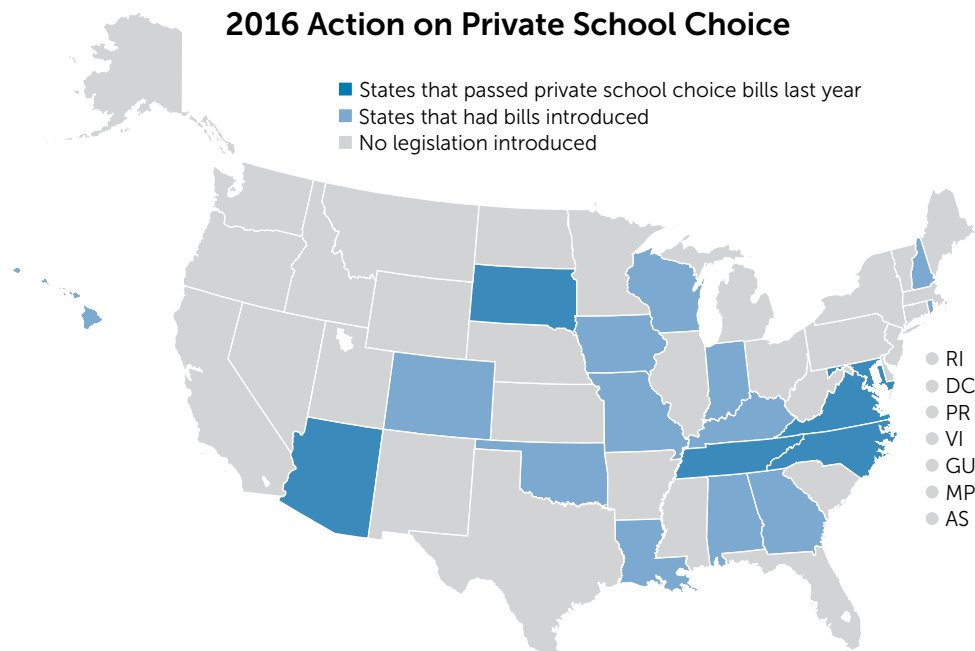 2016 Action on Private School Choice
States that passed private school choice bills last year
States that had bills introduced
No legislation introduced
RI
DC
PR
VI
GU
MP
AS